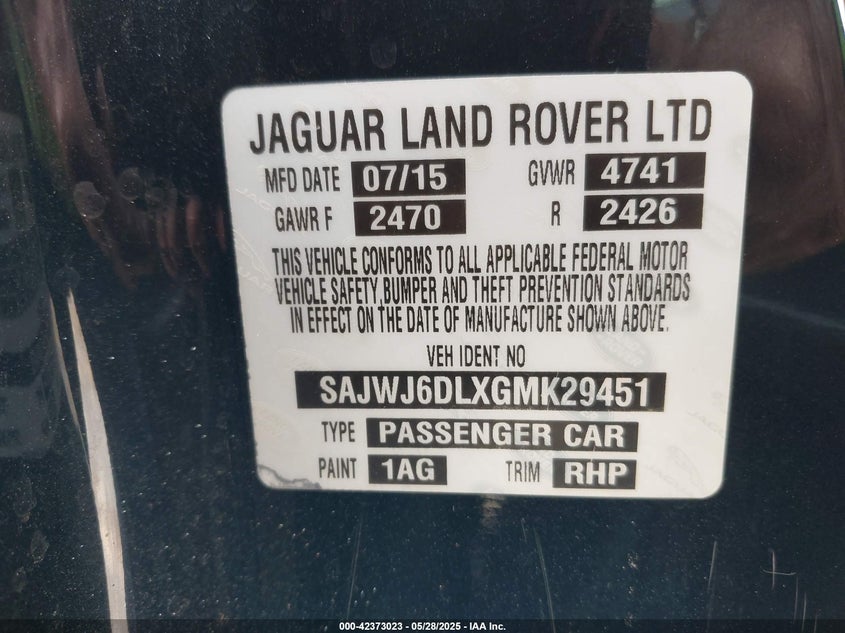 JAGUAR LAND ROVER LTD
MFD DATE 07/15 GVWR 4741
GAWR F 2470 R 2426
THIS VEHICLE CONFORMS TO ALL APPLICABLE FEDERAL MOTOR
VEHICLE SAFETY,BUMPER AND THEFT PREVENTION STANDARDS
IN EFFECT ON THE DATE OF MANUFACTURE SHOWN ABOVE.
VEH IDENT NO
SAJWJ6DLXGMK29451
TYPE PASSENGER CAR
PAINT 1AG TRIM RHP
000-42373023 — 05/28/2025 - IAA Inc.